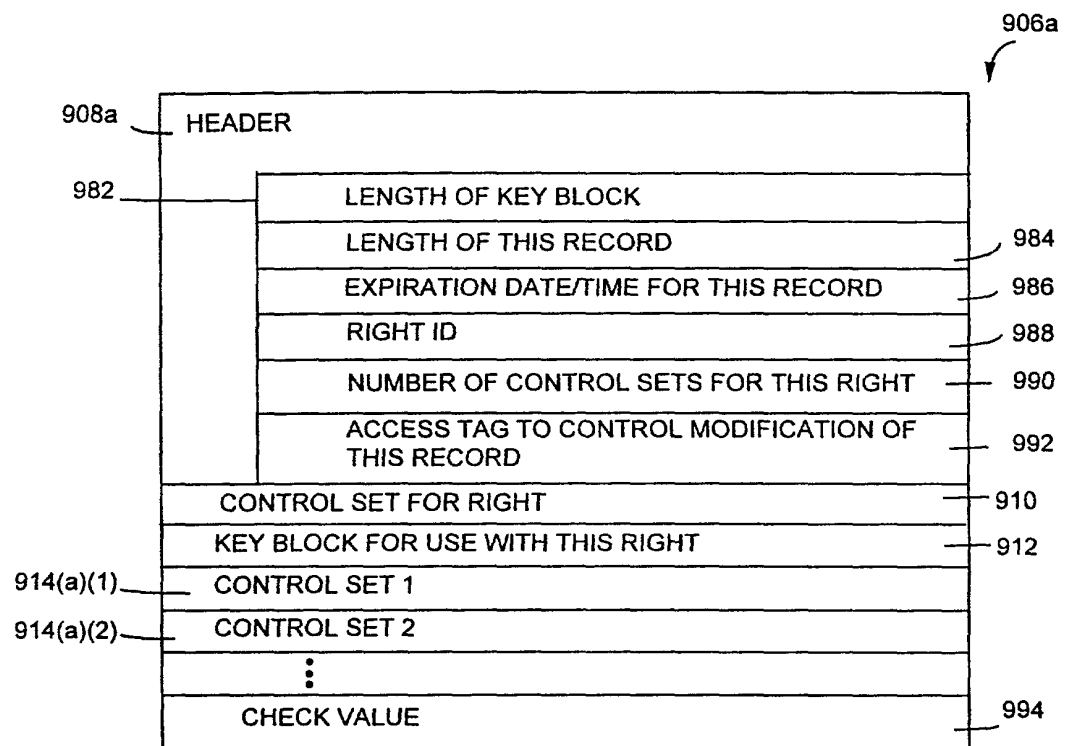 906a
908a
HEADER
982
LENGTH OF KEY BLOCK
LENGTH OF THIS RECORD
984
EXPIRATION DATE/TIME FOR THIS RECORD
986
RIGHT ID
988
NUMBER OF CONTROL SETS FOR THIS RIGHT
990
ACCESS TAG TO CONTROL MODIFICATION OF
THIS RECORD
992
CONTROL SET FOR RIGHT
910
KEY BLOCK FOR USE WITH THIS RIGHT
912
914(a)(1)
CONTROL SET 1
914(a)(2)
CONTROL SET 2
CHECK VALUE
994